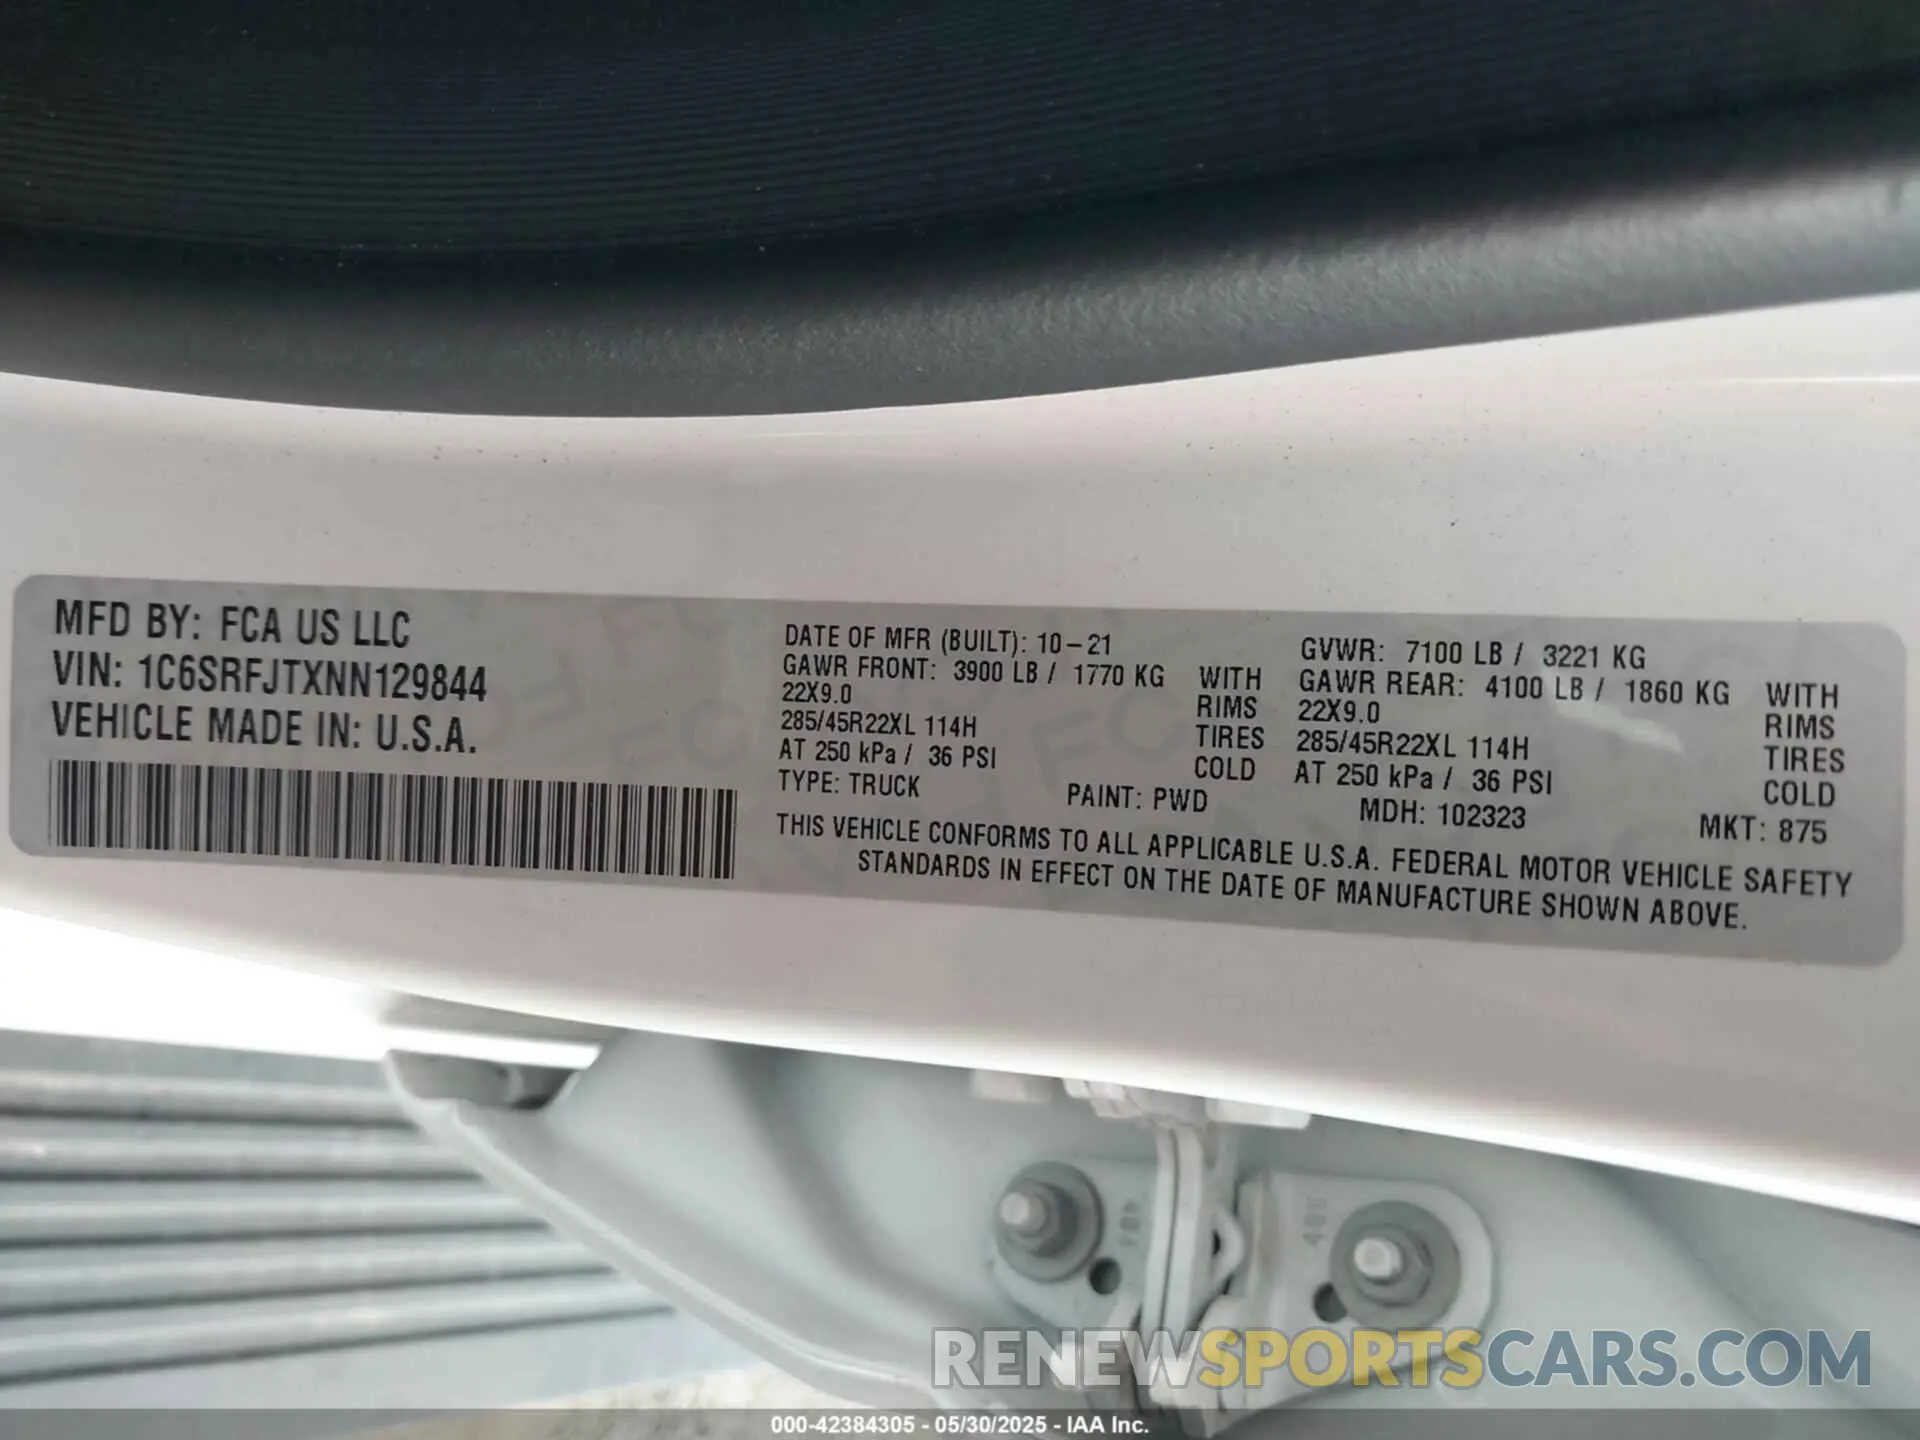 MFD BY: FCA US LLC
VIN: 1C6SRFJTXNN129844
VEHICLE MADE IN: U.S.A.
DATE OF MFR (BUILT): 10-21
GAWR FRONT: 3900 LB / 1770 KG WITH
22X9.0 RIMS
285/45R22XL 114H TIRES
AT 250 kPa / 36 PSI COLD
GVWR: 7100 LB / 3221 KG
GAWR REAR: 4100 LB / 1860 KG WITH
22X9.0 RIMS
285/45R22XL 114H TIRES
AT 250 kPa / 36 PSI COLD
TYPE: TRUCK PAINT: PWD MDH: 102323 MKT: 875
THIS VEHICLE CONFORMS TO ALL APPLICABLE U.S.A. FEDERAL MOTOR VEHICLE SAFETY
STANDARDS IN EFFECT ON THE DATE OF MANUFACTURE SHOWN ABOVE.
RENEWSPORTSCARS.COM
000-42384305 - 05/30/2025 - IAA Inc.